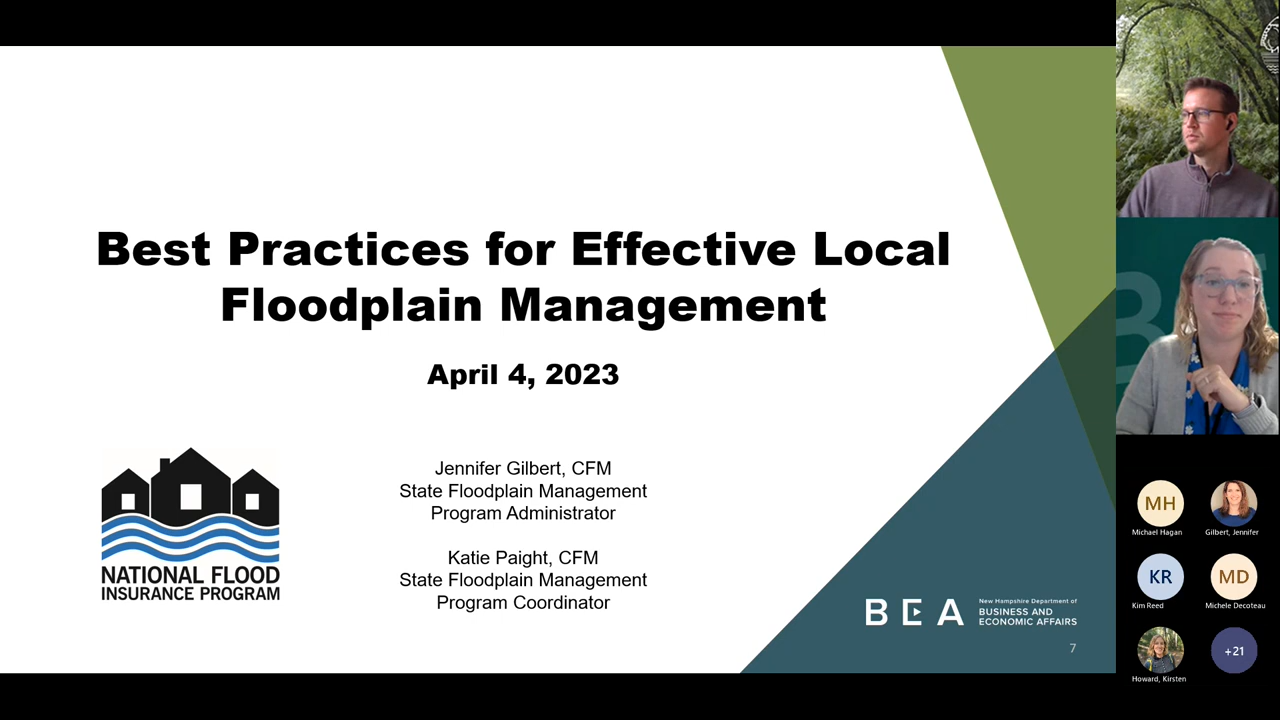 Best Practices for Effective Local
Floodplain Management
April 4, 2023
Jennifer Gilbert, CFM
State Floodplain Management
Program Administrator
Katie Paight, CFM
State Floodplain Management
Program Coordinator
NATIONAL FLOOD
INSURANCE PROGRAM
BEA
New Hampshire Department of
BUSINESS AND
ECONOMIC AFFAIRS
7
MH
Michael Hagan
Gilbert, Jennifer
KR
Kim Reed
MD
Michele Decoteau
Howard, Kirsten
+21